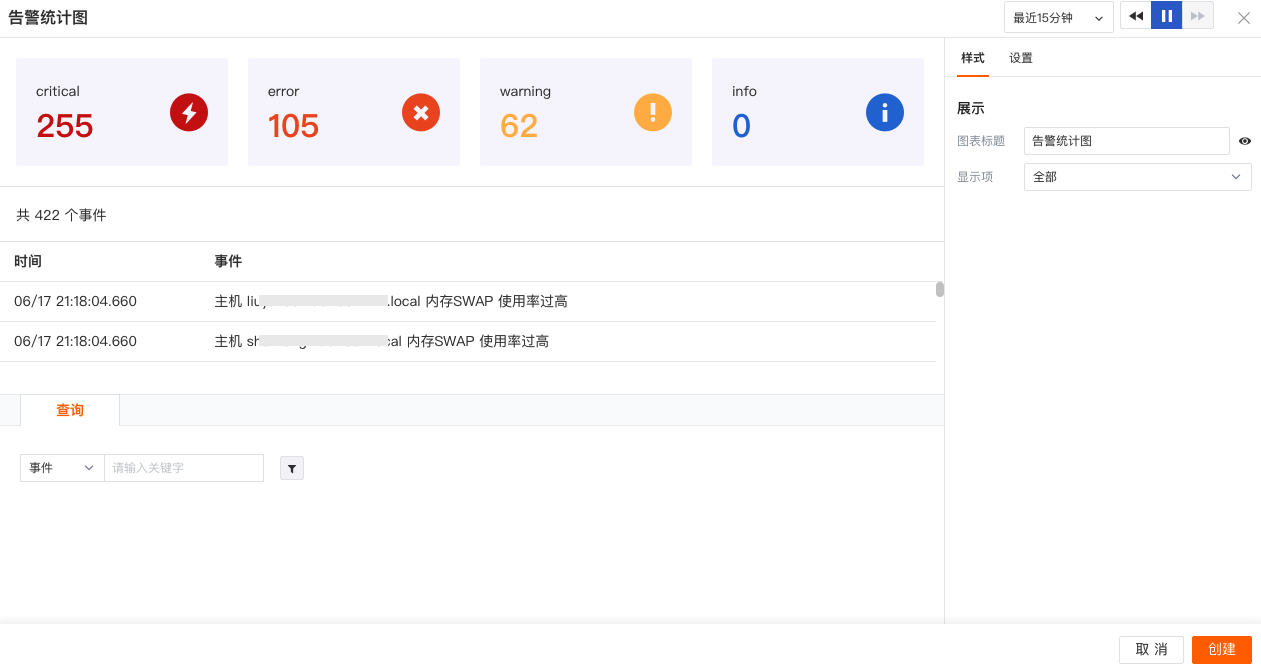 告警统计图
最近15分钟
critical
255
error
105
warning
62
info
0
共 422 个事件
时间 事件
06/17 21:18:04.660 主机 .local 内存SWAP 使用率过高
06/17 21:18:04.660 主机 内存SWAP 使用率过高
查询
事件 请输入关键字
样式 设置
展示
图表标题 告警统计图
显示项 全部
取 消 创建